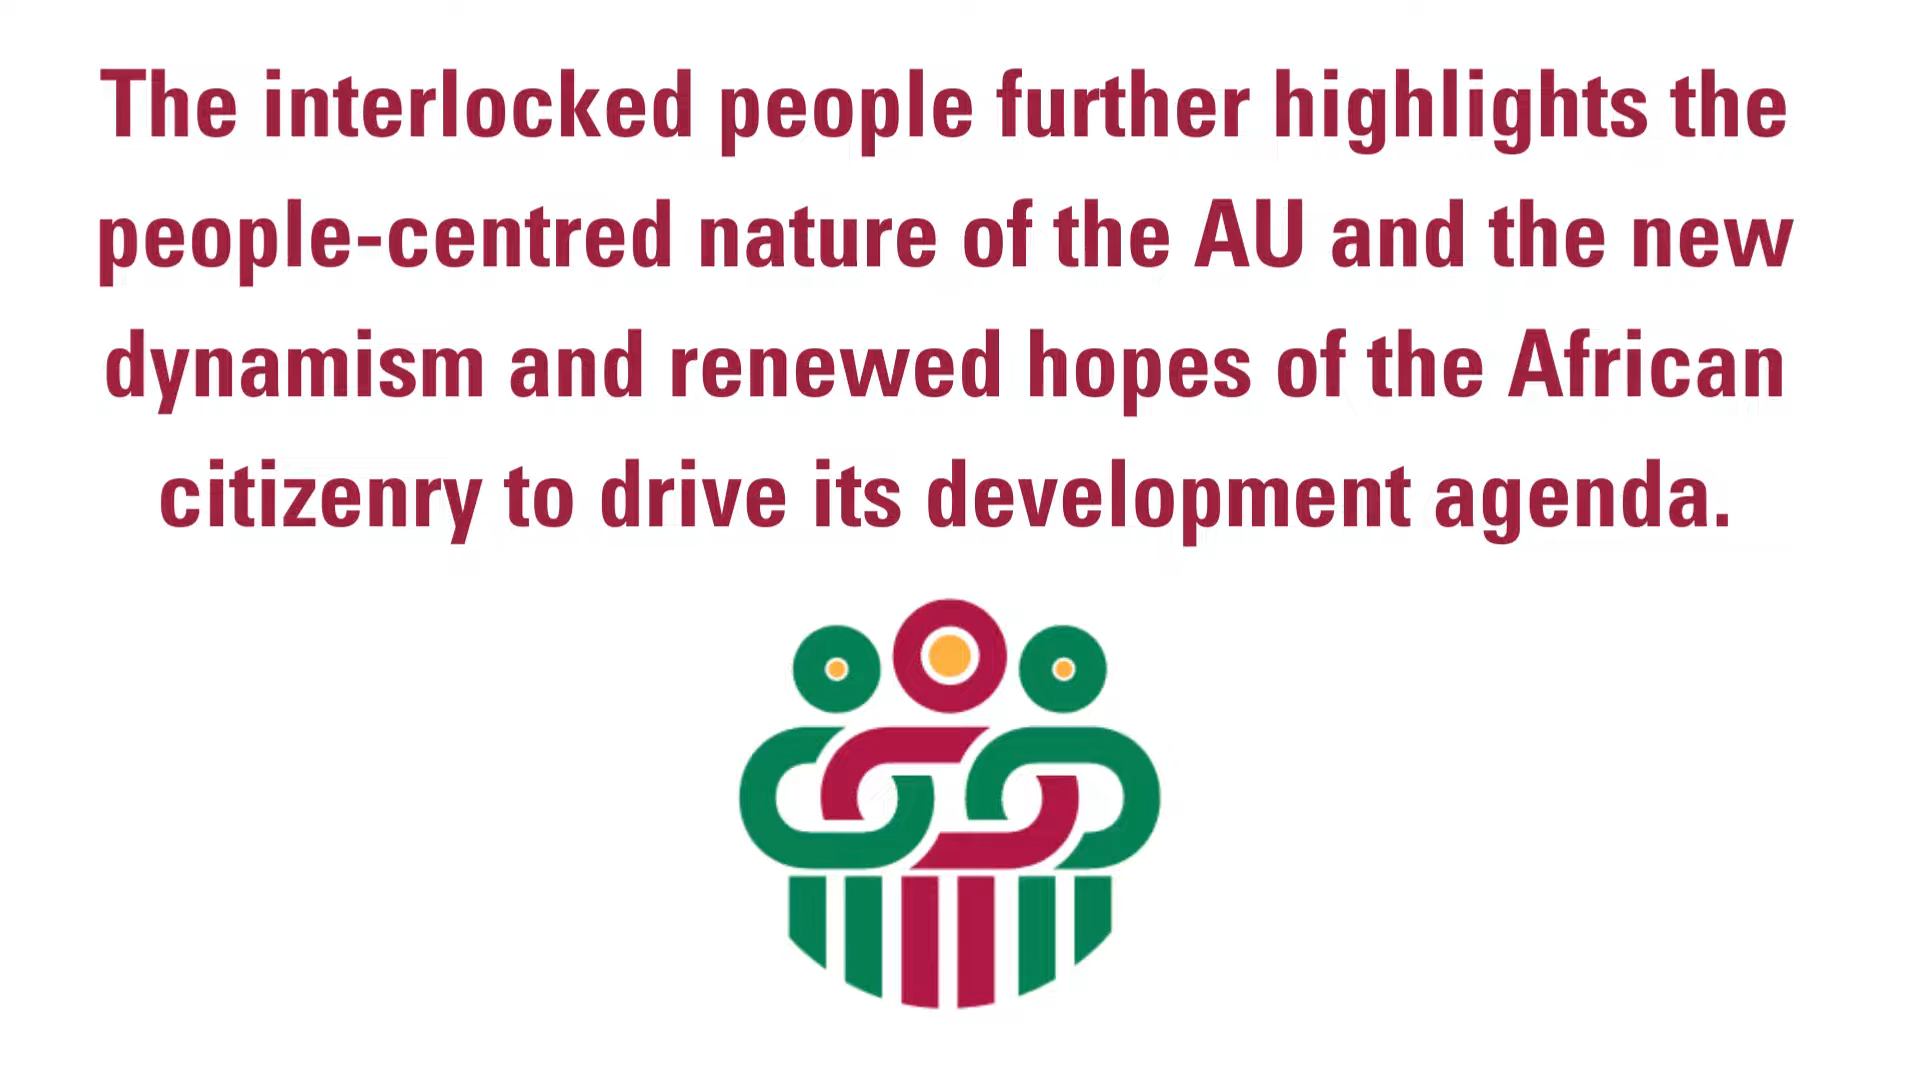 The interlocked people further highlights the
people-centred nature of the AU and the new
dynamism and renewed hopes of the African
citizenry to drive its development agenda.